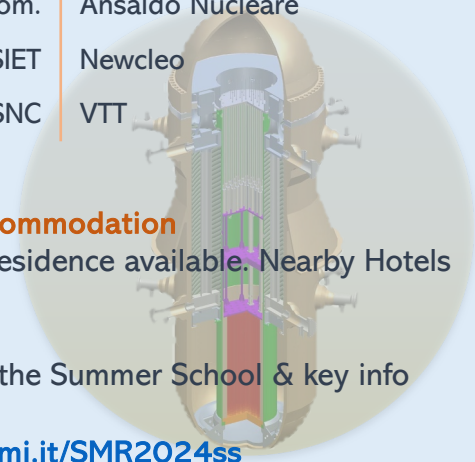 om. Ansaldo Nucleare
SIET Newcleo
SNC VTT
ommodation
esidence available. Nearby Hotels
the Summer School & key info
mi.it/SMR2024ss